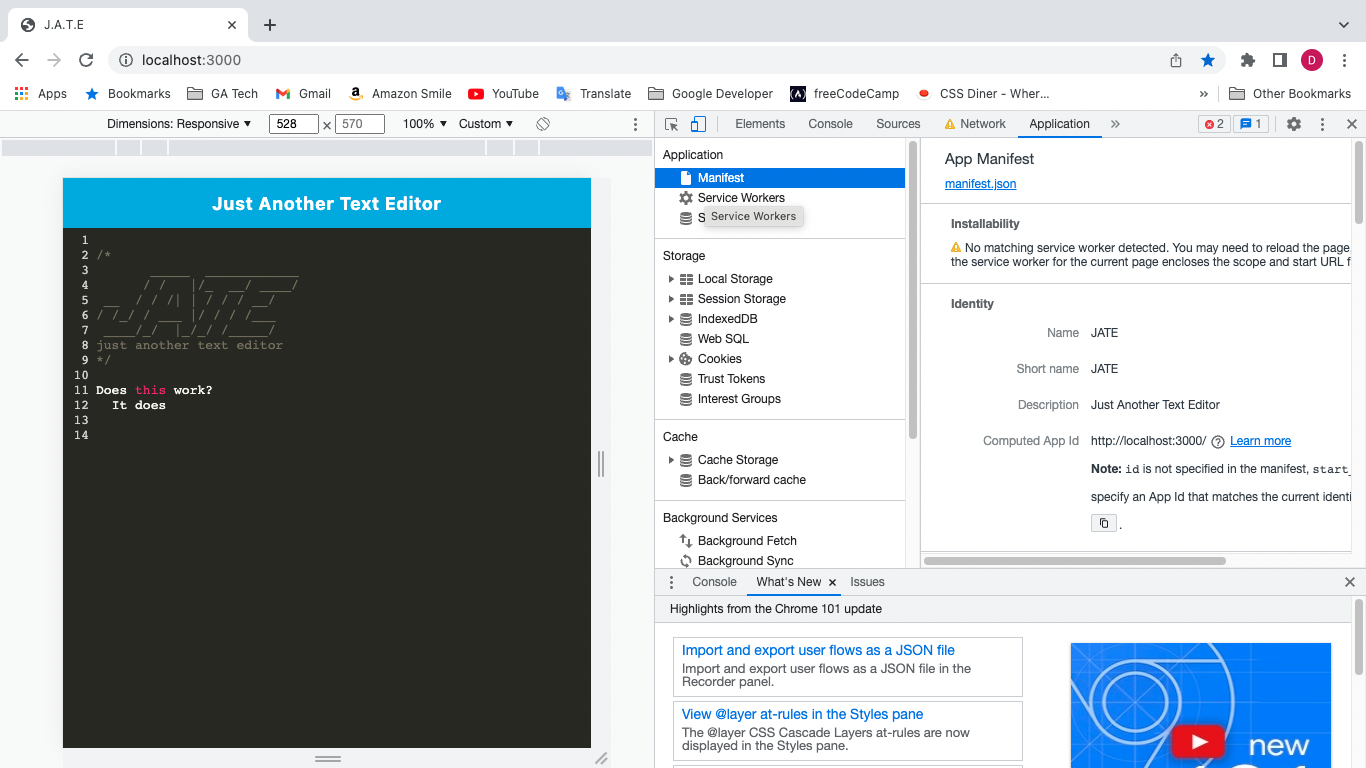 J.A.T.E
localhost:3000
D
Apps Bookmarks GA Tech Gmail Amazon Smile YouTube Translate Google Developer freeCodeCamp CSS Diner - Wher... » Other Bookmarks
Dimensions: Responsive 528 × 570 100% Custom
Elements Console Sources Network Application » 2 1
Just Another Text Editor
1
2 /*
3 ______ _____________
4 / / |/_ __/ ____/
5 __ / / /| | / / / __/
6 / /_/ / ___ |/ / / /___
7 ____/_/ |_/_/ /_____/
8 just another text editor
9 */
10
11 Does this work?
12 It does
13
14
Application
Manifest
Service Workers
S
Service Workers
Storage
Local Storage
Session Storage
IndexedDB
Web SQL
Cookies
Trust Tokens
Interest Groups
Cache
Cache Storage
Back/forward cache
Background Services
Background Fetch
Background Sync
App Manifest
manifest.json
Installability
No matching service worker detected. You may need to reload the page,
the service worker for the current page encloses the scope and start URL f
Identity
Name JATE
Short name JATE
Description Just Another Text Editor
Computed App Id http://localhost:3000/ ? Learn more
Note: id is not specified in the manifest, start_
specify an App Id that matches the current identi
.
Console What's New × Issues
Highlights from the Chrome 101 update
Import and export user flows as a JSON file
Import and export user flows as a JSON file in the
Recorder panel.
View @layer at-rules in the Styles pane
The @layer CSS Cascade Layers at-rules are now
displayed in the Styles pane.
new